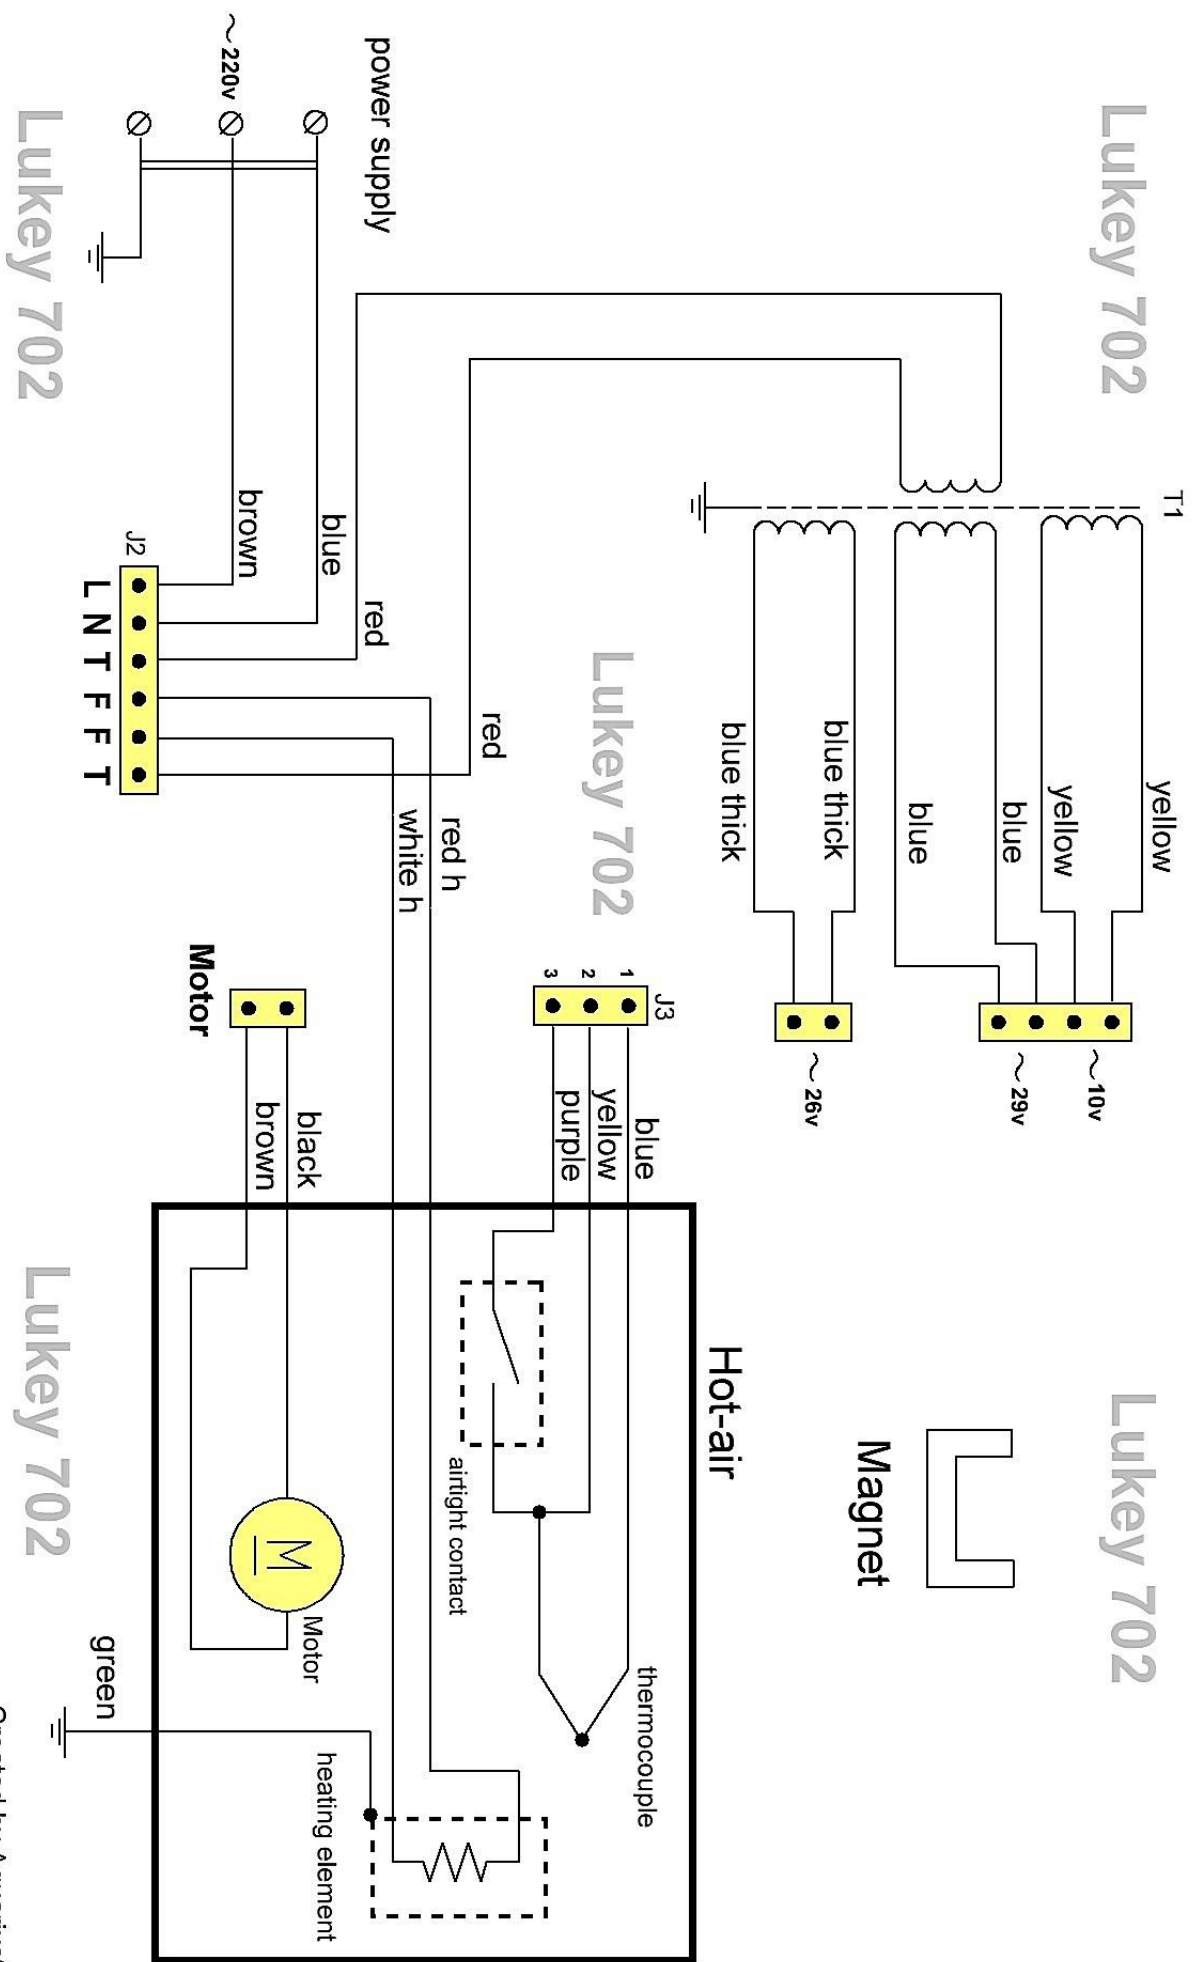 Lukey 702
T1
yellow
yellow
~10v
blue
blue
~29v
blue thick
blue thick
~26v
Lukey 702
Magnet
power supply
~220v
Lukey 702
red
red
blue
brown
J2
L N T F F T
Lukey 702
red h
white h
J3
1
2
3
blue
yellow
purple
Motor
black
brown
Hot-air
thermocouple
airtight contact
Motor
heating element
green
Lukey 702